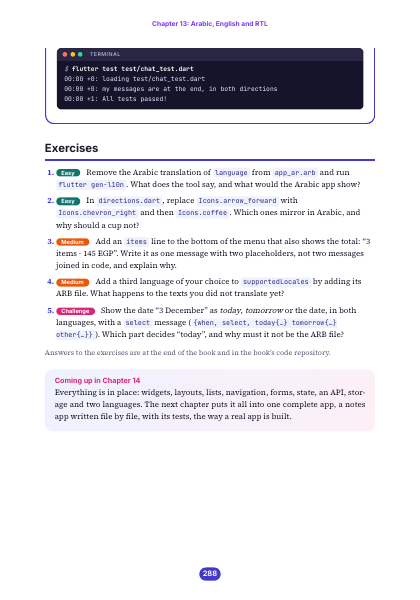 Chapter 13: Arabic, English and RTL
TERMINAL
$ flutter test test/chat_test.dart
00:00 +0: loading test/chat_test.dart
00:00 +0: my messages are at the end, in both directions
00:00 +1: All tests passed!
Exercises
1. Easy Remove the Arabic translation of language from app_ar.arb and run
flutter gen-l10n. What does the tool say, and what would the Arabic app show?
2. Easy In directions.dart, replace Icons.arrow_forward with
Icons.chevron_right and then Icons.coffee. Which ones mirror in Arabic, and
why should a cup not?
3. Medium Add an items line to the bottom of the menu that also shows the total: “3
items · 145 EGP”. Write it as one message with two placeholders, not two messages
joined in code, and explain why.
4. Medium Add a third language of your choice to supportedLocales by adding its
ARB file. What happens to the texts you did not translate yet?
5. Challenge Show the date “3 December” as today, tomorrow or the date, in both
languages, with a select message ({when, select, today{…} tomorrow{…}
other{…}}). Which part decides “today”, and why must it not be the ARB file?
Answers to the exercises are at the end of the book and in the book's code repository.
Coming up in Chapter 14
Everything is in place: widgets, layouts, lists, navigation, forms, state, an API, stor-
age and two languages. The next chapter puts it all into one complete app, a notes
app written file by file, with its tests, the way a real app is built.
288